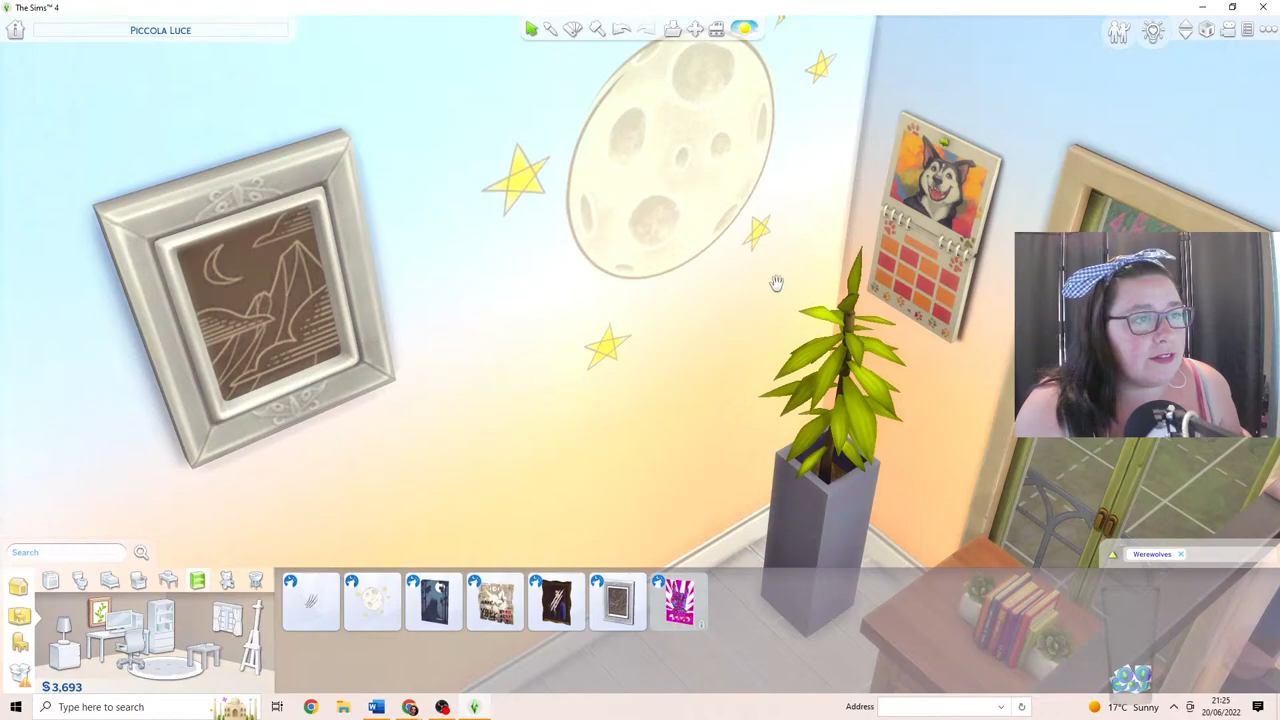 The Sims™ 4
PICCOLA LUCE
Search
Werewolves
$3,693
Type here to search
Address
17°C Sunny
21:25
20/06/2022